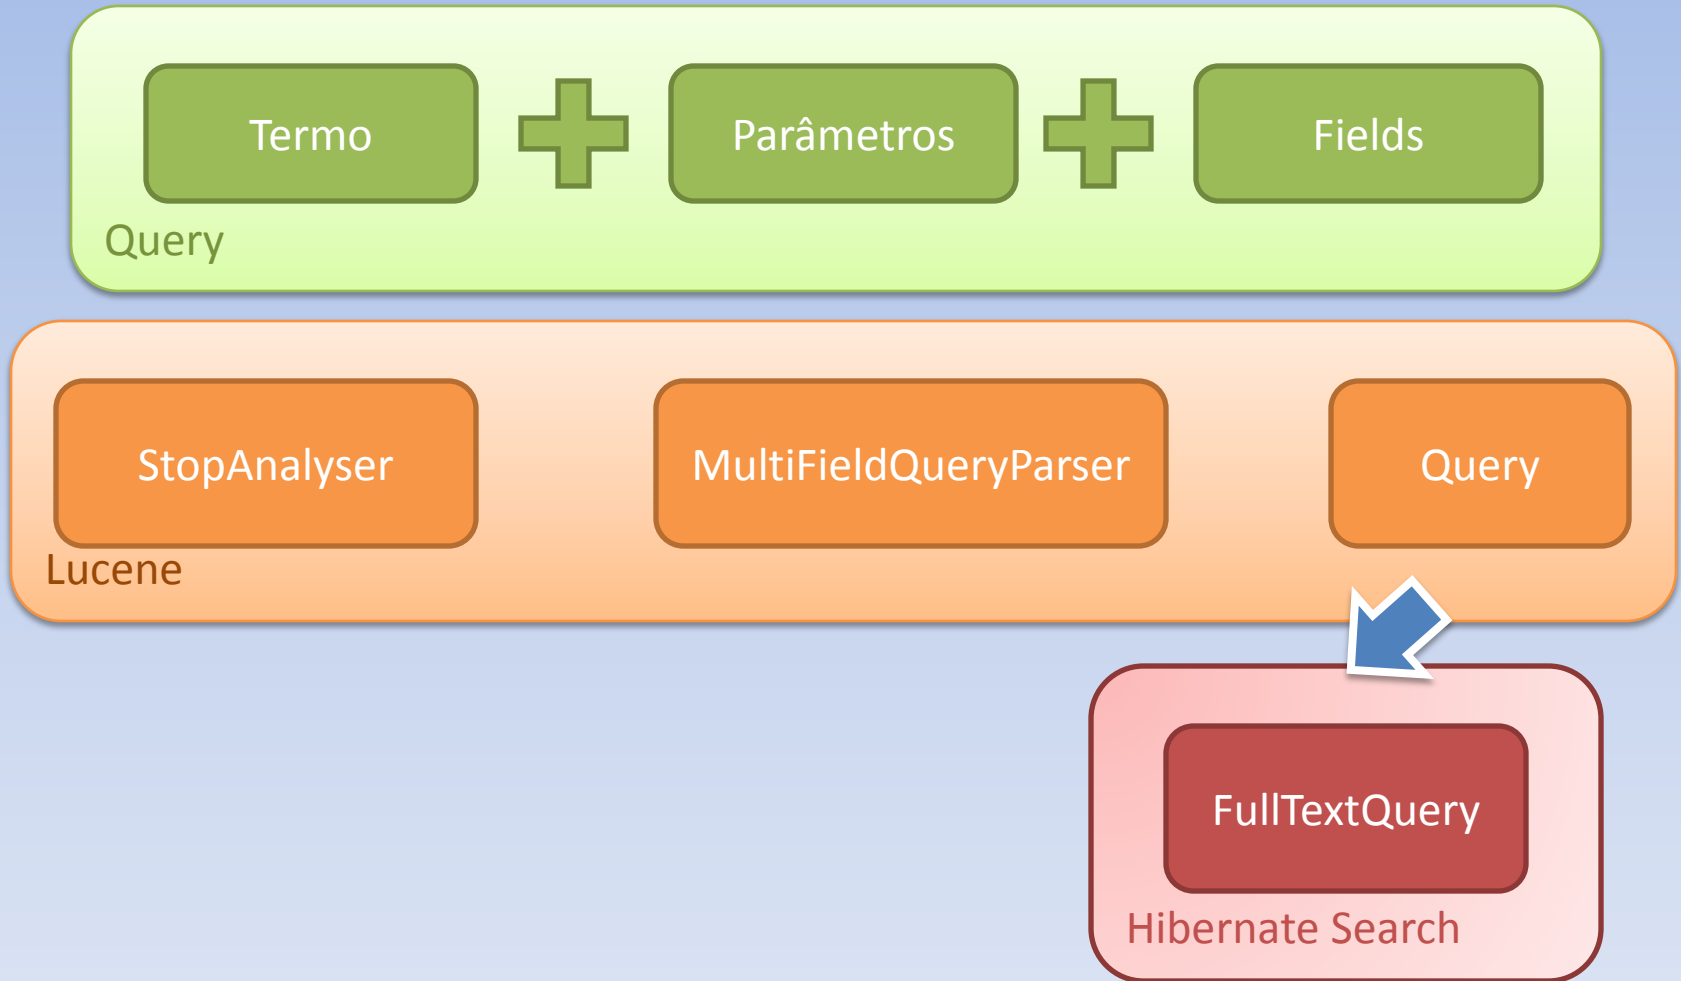 Termo
Parâmetros
Fields
Query
StopAnalyser
MultiFieldQueryParser
Query
Lucene
FullTextQuery
Hibernate Search